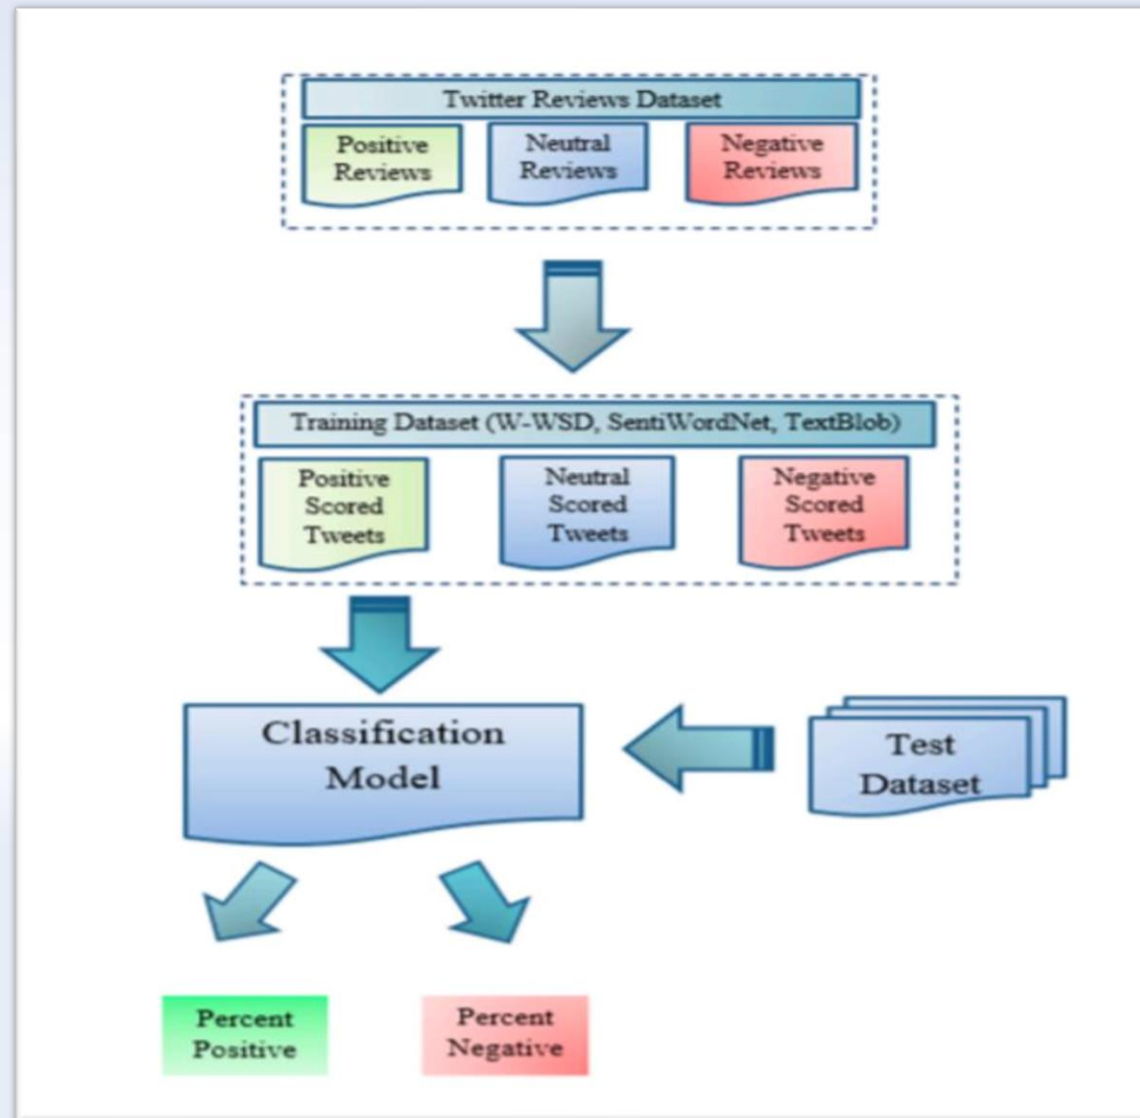 Twitter Reviews Dataset
Positive
Reviews
Neutral
Reviews
Negative
Reviews
Training Dataset (W-WSD, SentiWordNet, TextBlob)
Positive
Scored
Tweets
Neutral
Scored
Tweets
Negative
Scored
Tweets
Classification
Model
Test
Dataset
Percent
Positive
Percent
Negative